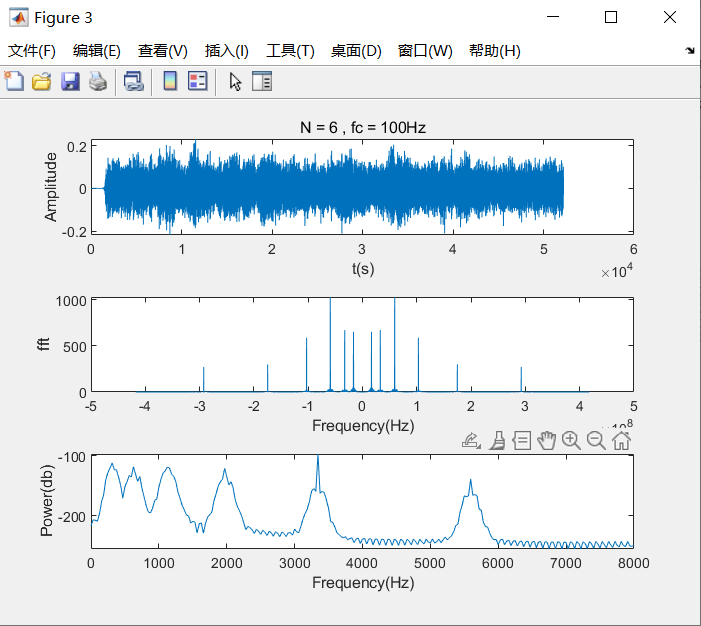 Figure 3
文件(F) 编辑(E) 查看(V) 插入(I) 工具(T) 桌面(D) 窗口(W) 帮助(H)
N = 6 , fc = 100Hz
Amplitude
0.2
0
-0.2
0 1 2 3 4 5 6
t(s)
×10⁴
fft
1000
500
0
-5 -4 -3 -2 -1 0 1 2 3 4 5
Frequency(Hz)
Power(db)
-100
-200
0 1000 2000 3000 4000 5000 6000 7000 8000
Frequency(Hz)